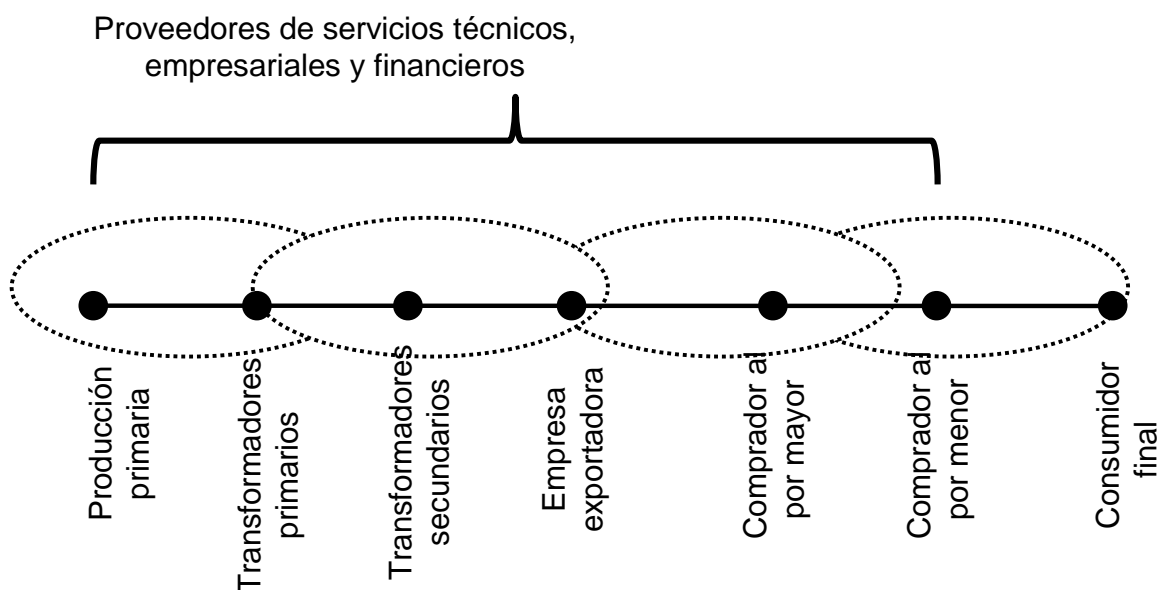 Proveedores de servicios técnicos,
empresariales y financieros
Producción
primaria
Transformadores
primarios
Transformadores
secundarios
Empresa
exportadora
Comprador al
por mayor
Comprador al
por menor
Consumidor
final